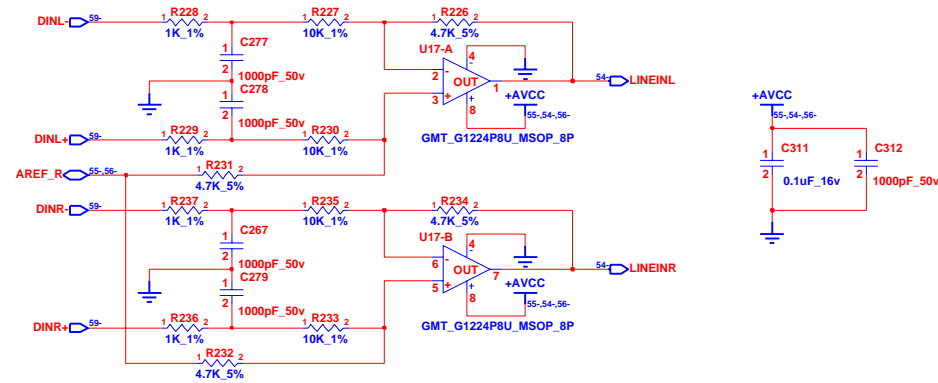 DINL- 59- 1 R228 2 1 R227 2 1 R226 2
1K_1% 10K_1% 4.7K_5%
1 C277 U17-A 4
2 1000pF_50v 2 - OUT 1 54- LINEINL
1 C278 3 + +AVCC
2 1000pF_50v 8 55-,54-,56-
DINL+ 59- 1 R229 2 1 R230 2 GMT_G1224P8U_MSOP_8P
1K_1% 10K_1%
AREF_R 55-,56- 1 R231 2
4.7K_5%
DINR- 59- 1 R237 2 1 R235 2 1 R234 2
1K_1% 10K_1% 4.7K_5%
1 C267 U17-B 4
2 1000pF_50v 6 - OUT 7 54- LINEINR
1 C279 5 + +AVCC
2 1000pF_50v 8 55-,54-,56-
DINR+ 59- 1 R236 2 1 R233 2 GMT_G1224P8U_MSOP_8P
1K_1% 10K_1%
1 R232 2
4.7K_5%
+AVCC
55-,54-,56-
1 C311 1 C312
2 0.1uF_16v 2 1000pF_50v